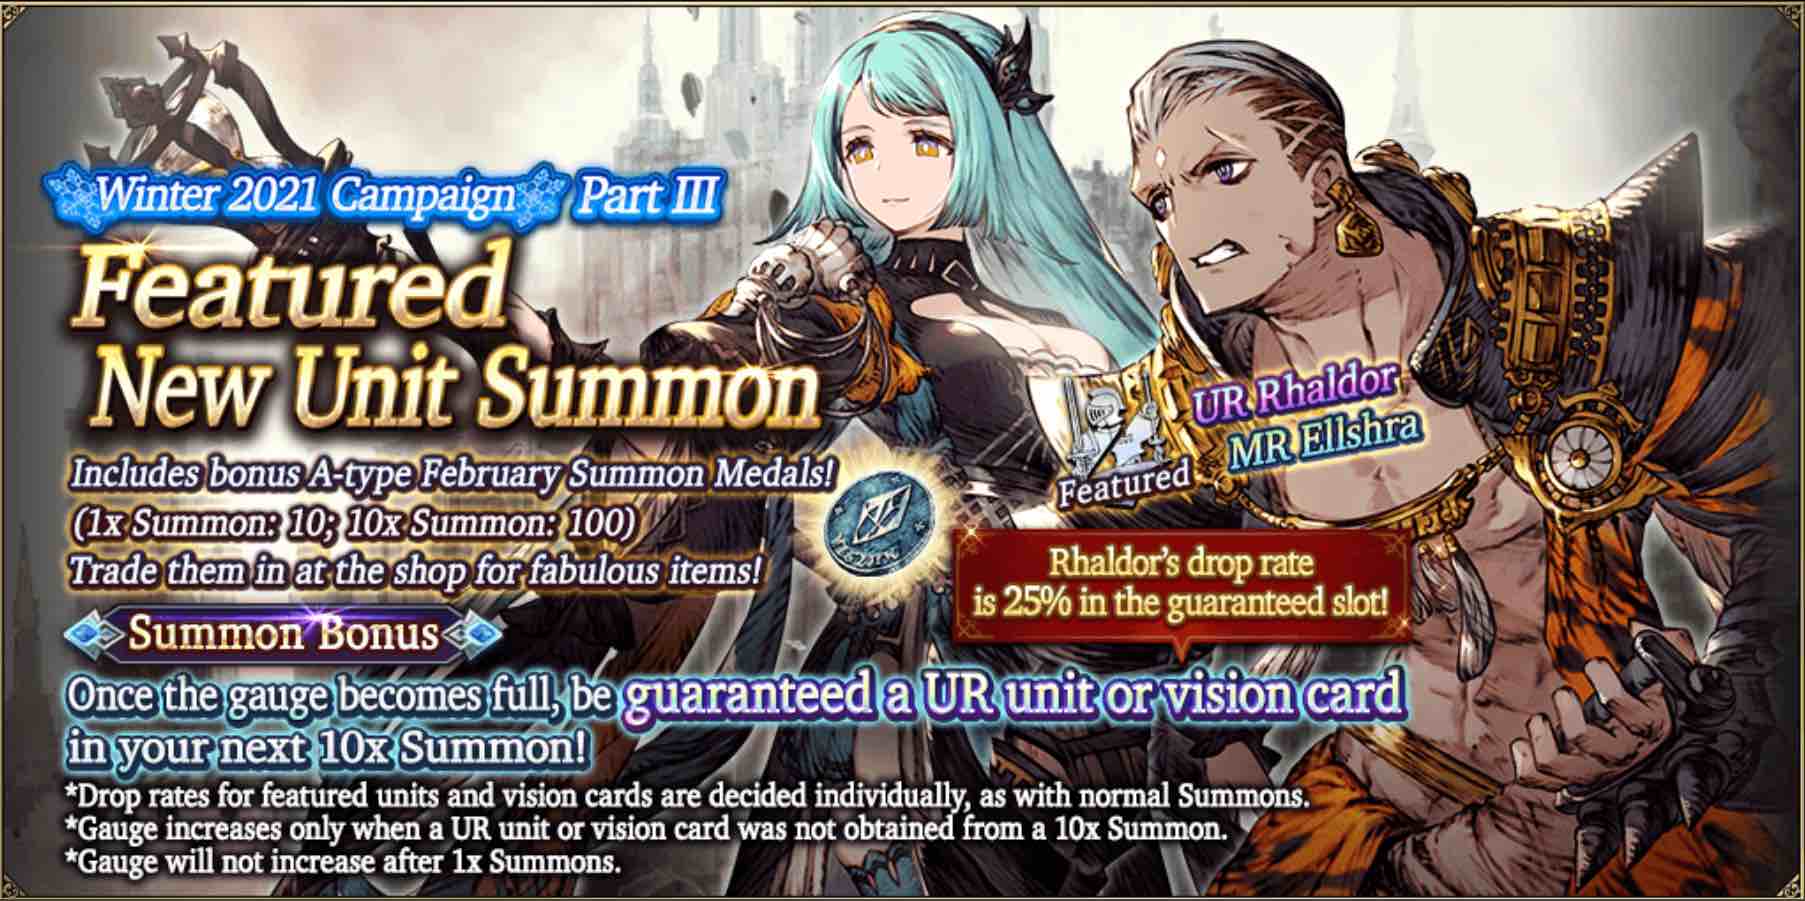 Winter 2021 Campaign Part III
Featured
New Unit Summon
Includes bonus A-type February Summon Medals!
(1x Summon: 10; 10x Summon: 100)
Trade them in at the shop for fabulous items!
UR Rhaldor
MR Ellshra
Featured
Rhaldor's drop rate
is 25% in the guaranteed slot!
Summon Bonus
Once the gauge becomes full, be guaranteed a UR unit or vision card
in your next 10x Summon!
*Drop rates for featured units and vision cards are decided individually, as with normal Summons.
*Gauge increases only when a UR unit or vision card was not obtained from a 10x Summon.
*Gauge will not increase after 1x Summons.